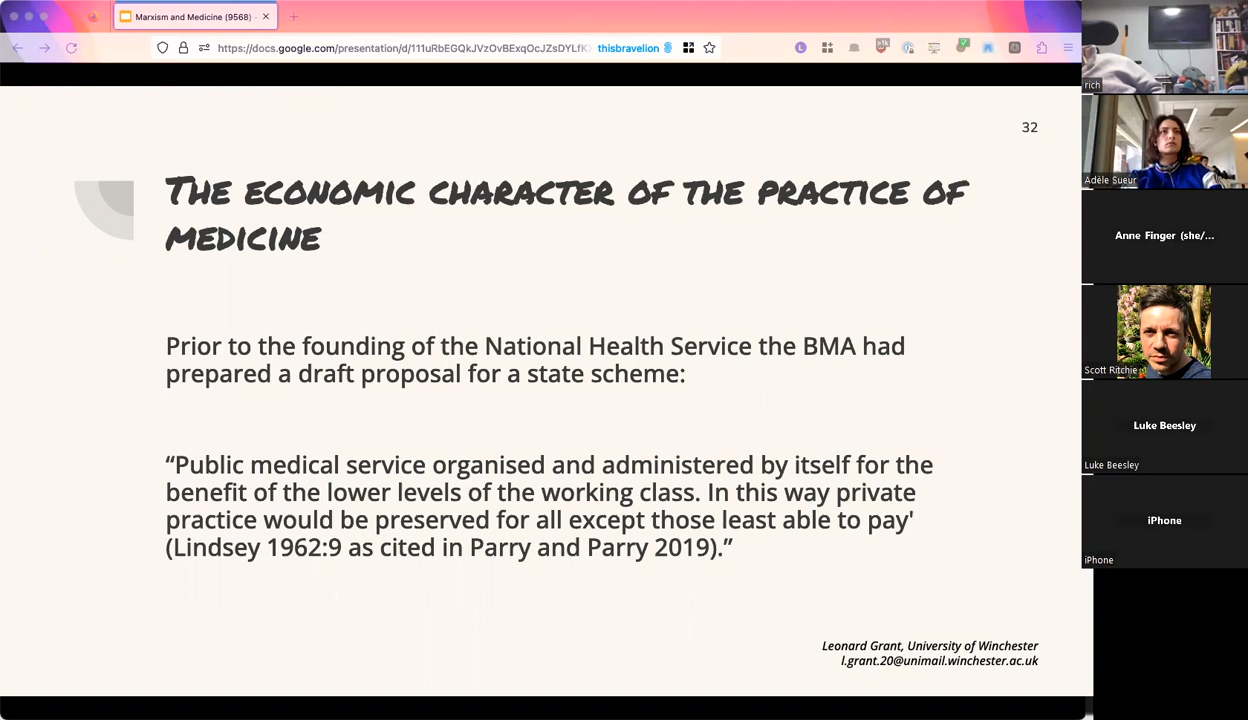 Marxism and Medicine (9568) -
https://docs.google.com/presentation/d/111uRbEGQkJVzOvBExqOcJZsDYLfK
thisbravelion
32
The economic character of the practice of
medicine
Prior to the founding of the National Health Service the BMA had
prepared a draft proposal for a state scheme:
“Public medical service organised and administered by itself for the
benefit of the lower levels of the working class. In this way private
practice would be preserved for all except those least able to pay'
(Lindsey 1962:9 as cited in Parry and Parry 2019).”
Leonard Grant, University of Winchester
l.grant.20@unimail.winchester.ac.uk
rich
Adèle Sueur
Anne Finger (she/...
Scott Ritchie
Luke Beesley
Luke Beesley
iPhone
iPhone